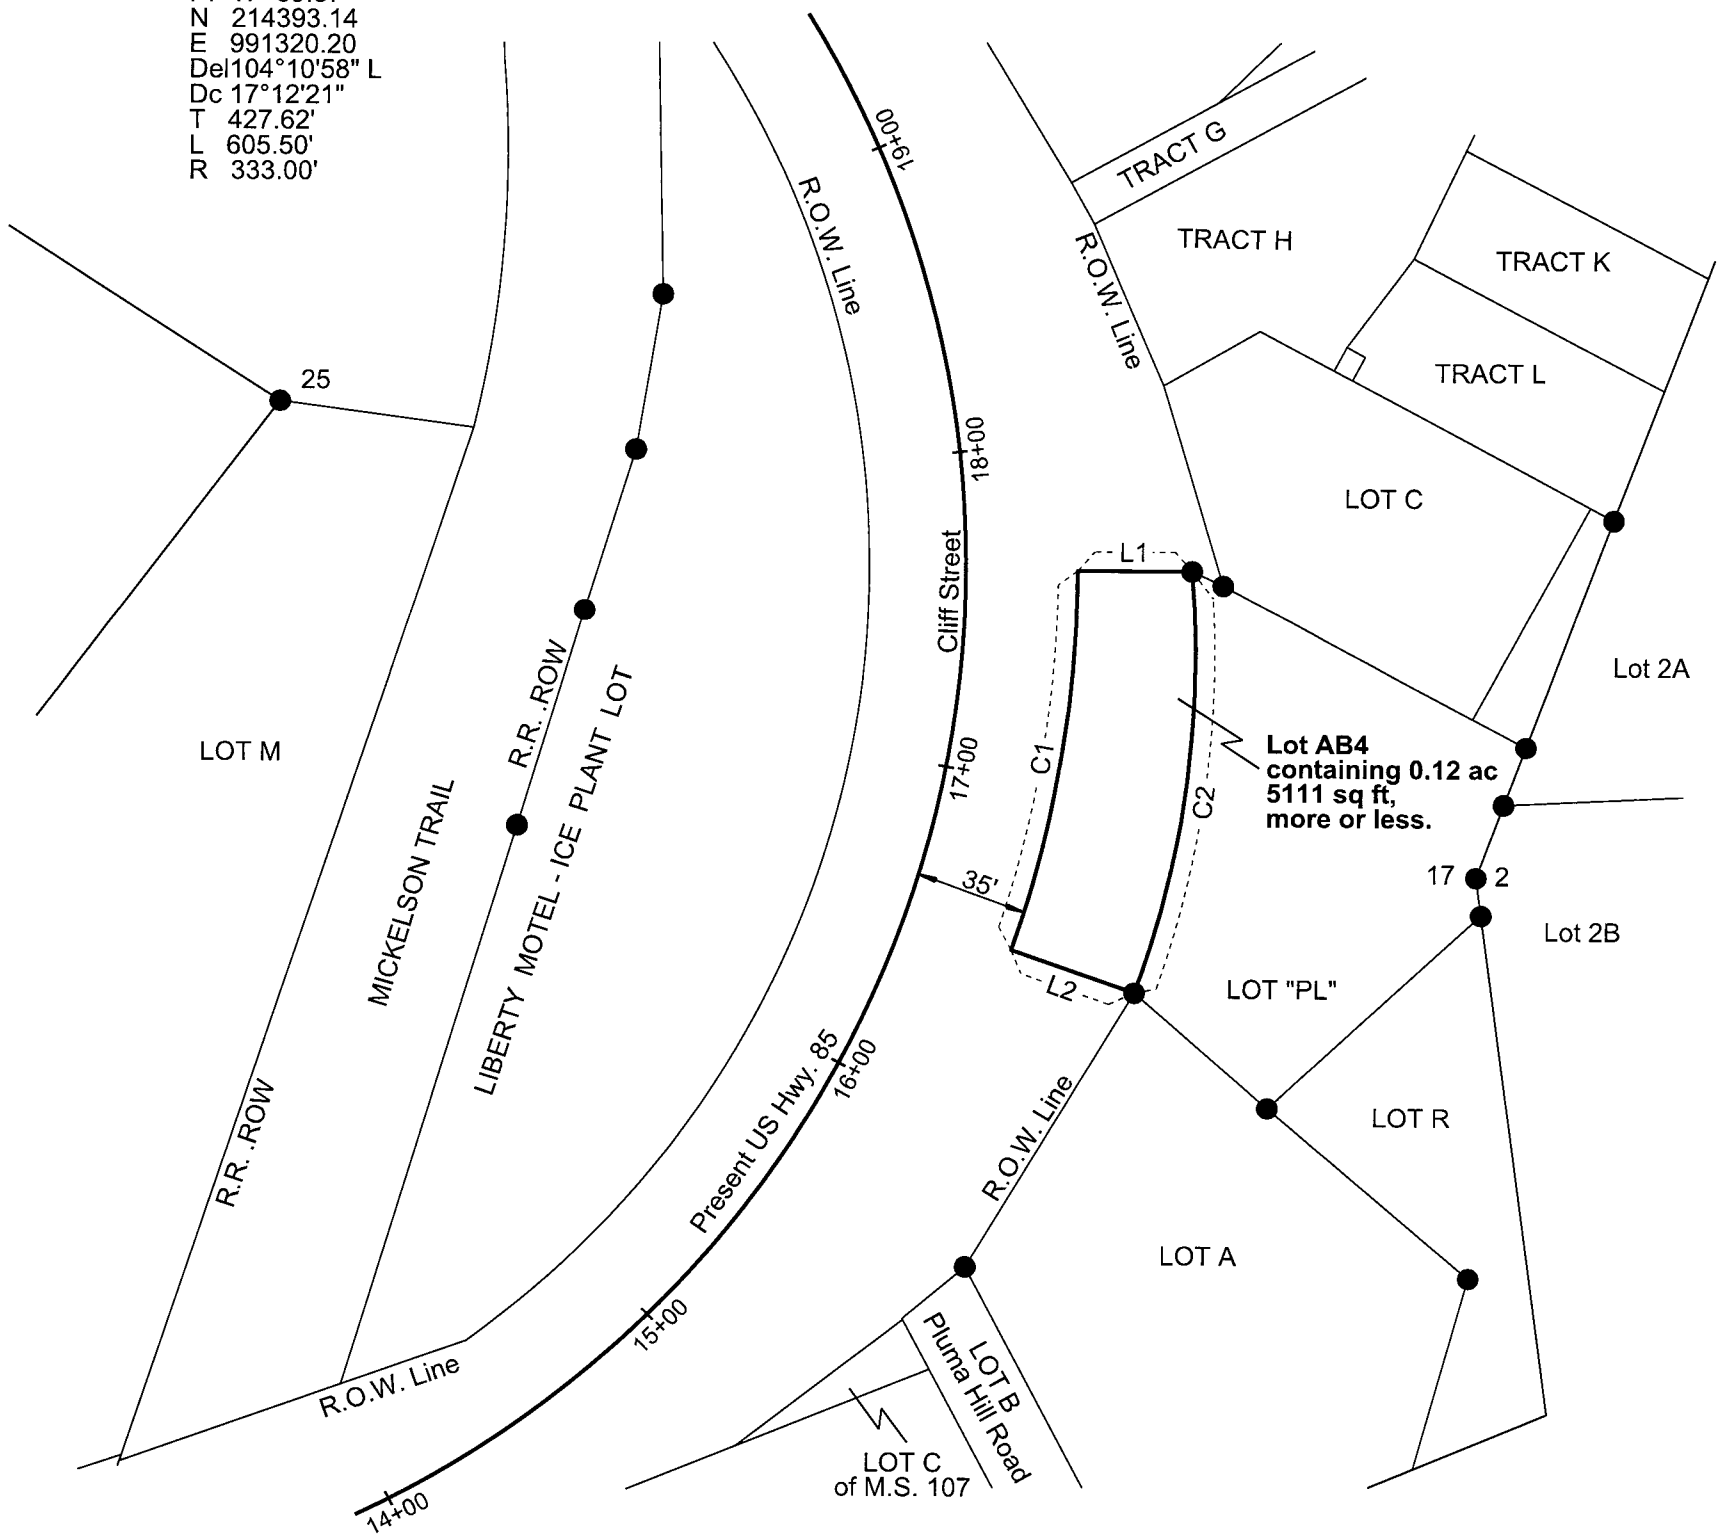 N 214393.14
E 991320.20
Del104°10'58" L
Dc 17°12'21"
T 427.62'
L 605.50'
R 333.00'
19+00
TRACT G
R.O.W. Line
R.O.W. Line
TRACT H
TRACT K
TRACT L
25
18+00
LOT C
Cliff Street
L1
R.R. .ROW
Lot 2A
LOT M
C1
17+00
C2
Lot AB4
containing 0.12 ac
5111 sq ft,
more or less.
MICKELSON TRAIL
LIBERTY MOTEL - ICE PLANT LOT
35'
17 2
Lot 2B
L2
LOT "PL"
Present US Hwy. 85
16+00
R.R. .ROW
R.O.W. Line
LOT R
LOT A
15+00
R.O.W. Line
LOT B
Pluma Hill Road
LOT C
of M.S. 107
14+00